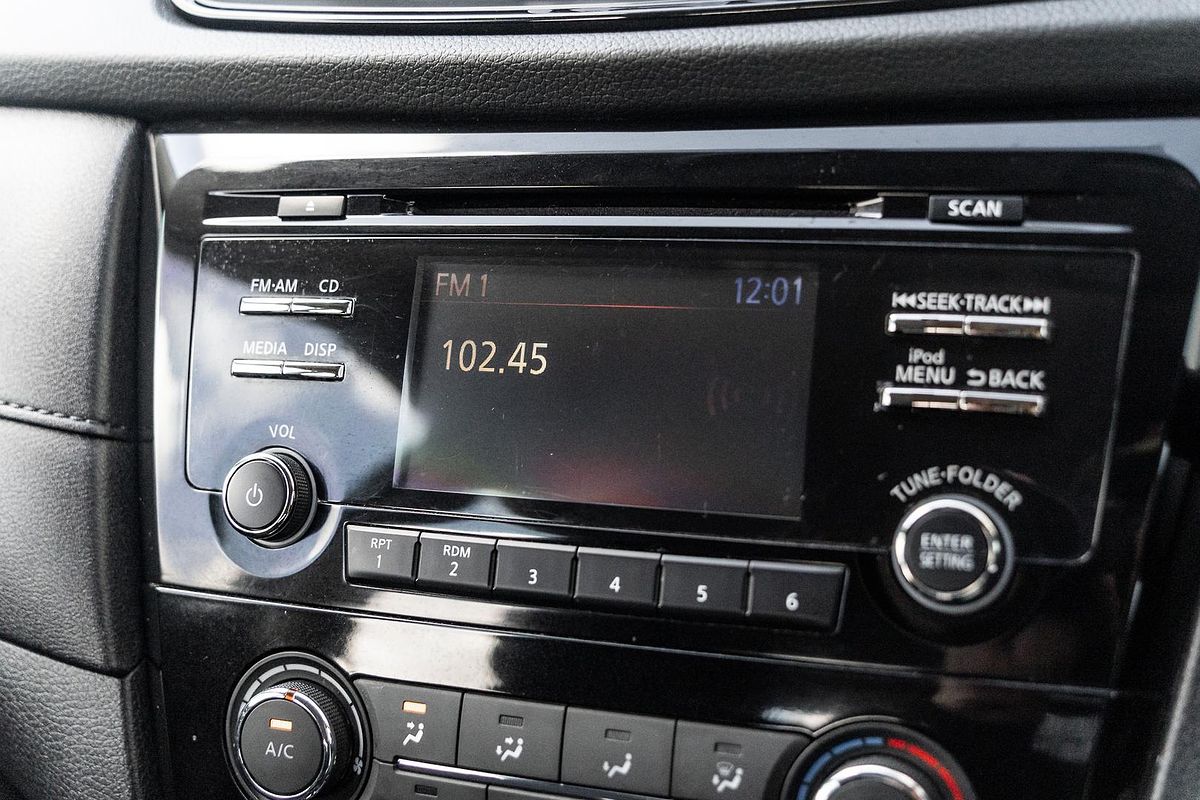 SCAN
FM·AM CD
FM 1 12:01
⏮SEEK·TRACK⏭
MEDIA DISP
102.45
iPod
MENU ⮌BACK
VOL
TUNE·FOLDER
ENTER
SETTING
RPT
1
RDM
2
3
4
5
6
A/C